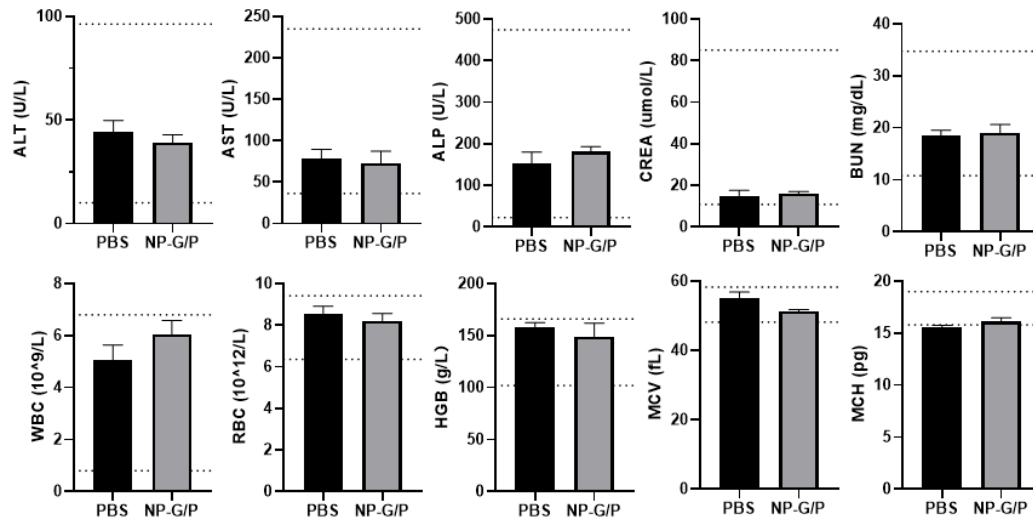 ALT (U/L)
100
50
0
PBS NP-G/P
AST (U/L)
250
200
150
100
50
0
PBS NP-G/P
ALP (U/L)
500
400
300
200
100
0
PBS NP-G/P
CREA (umol/L)
100
80
60
40
20
0
PBS NP-G/P
BUN (mg/dL)
40
30
20
10
0
PBS NP-G/P
WBC (10^9/L)
8
6
4
2
0
PBS NP-G/P
RBC (10^12/L)
10
8
6
4
2
0
PBS NP-G/P
HGB (g/L)
200
150
100
50
0
PBS NP-G/P
MCV (fL)
60
40
20
0
PBS NP-G/P
MCH (pg)
20
15
10
5
0
PBS NP-G/P